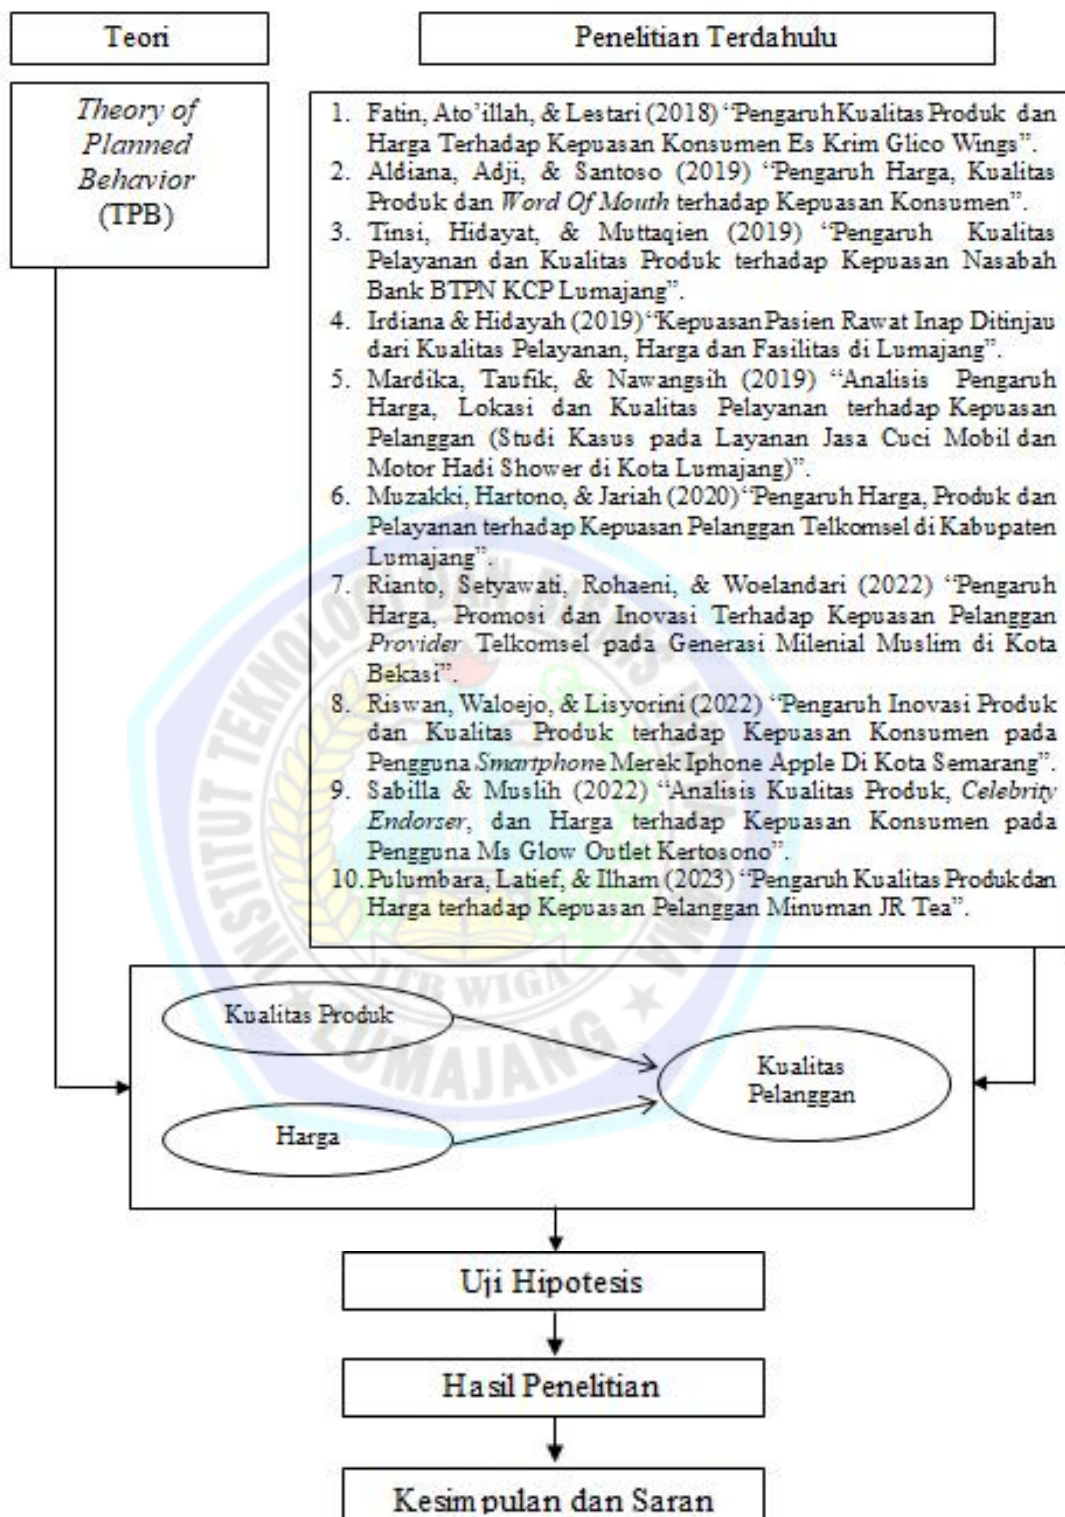 Teori
Penelitian Terdahulu
Theory of
Planned
Behavior
(TPB)
1. Fatin, Ato’illah, & Lestari (2018) “Pengaruh Kualitas Produk dan
Harga Terhadap Kepuasan Konsumen Es Krim Glico Wings”.
2. Aldiana, Adji, & Santoso (2019) “Pengaruh Harga, Kualitas
Produk dan Word Of Mouth terhadap Kepuasan Konsumen”.
3. Tinsi, Hidayat, & Muttaqien (2019) “Pengaruh Kualitas
Pelayanan dan Kualitas Produk terhadap Kepuasan Nasabah
Bank BTPN KCP Lumajang”.
4. Irdiana & Hidayah (2019) “Kepuasan Pasien Rawat Inap Ditinjau
dari Kualitas Pelayanan, Harga dan Fasilitas di Lumajang”.
5. Mardika, Taufik, & Nawangsih (2019) “Analisis Pengaruh
Harga, Lokasi dan Kualitas Pelayanan terhadap Kepuasan
Pelanggan (Studi Kasus pada Layanan Jasa Cuci Mobil dan
Motor Hadi Shower di Kota Lumajang)”.
6. Muzakki, Hartono, & Jariah (2020) “Pengaruh Harga, Produk dan
Pelayanan terhadap Kepuasan Pelanggan Telkomsel di Kabupaten
Lumajang”.
7. Rianto, Setyawati, Rohaeni, & Woelandari (2022) “Pengaruh
Harga, Promosi dan Inovasi Terhadap Kepuasan Pelanggan
Provider Telkomsel pada Generasi Milenial Muslim di Kota
Bekasi”.
8. Riswan, Waloejo, & Lisyorini (2022) “Pengaruh Inovasi Produk
dan Kualitas Produk terhadap Kepuasan Konsumen pada
Pengguna Smartphone Merek Iphone Apple Di Kota Semarang”.
9. Sabilla & Muslih (2022) “Analisis Kualitas Produk, Celebrity
Endorser, dan Harga terhadap Kepuasan Konsumen pada
Pengguna Ms Glow Outlet Kertosono”.
10. Pulumbara, Latief, & Ilham (2023) “Pengaruh Kualitas Produk dan
Harga terhadap Kepuasan Pelanggan Minuman JR Tea”.
INSTITUT TEKNOLOGI DAN BISNIS WIDYA GAMA
ITB WIGA
LUMAJANG
Kualitas Produk
Harga
Kualitas
Pelanggan
Uji Hipotesis
Hasil Penelitian
Kesimpulan dan Saran